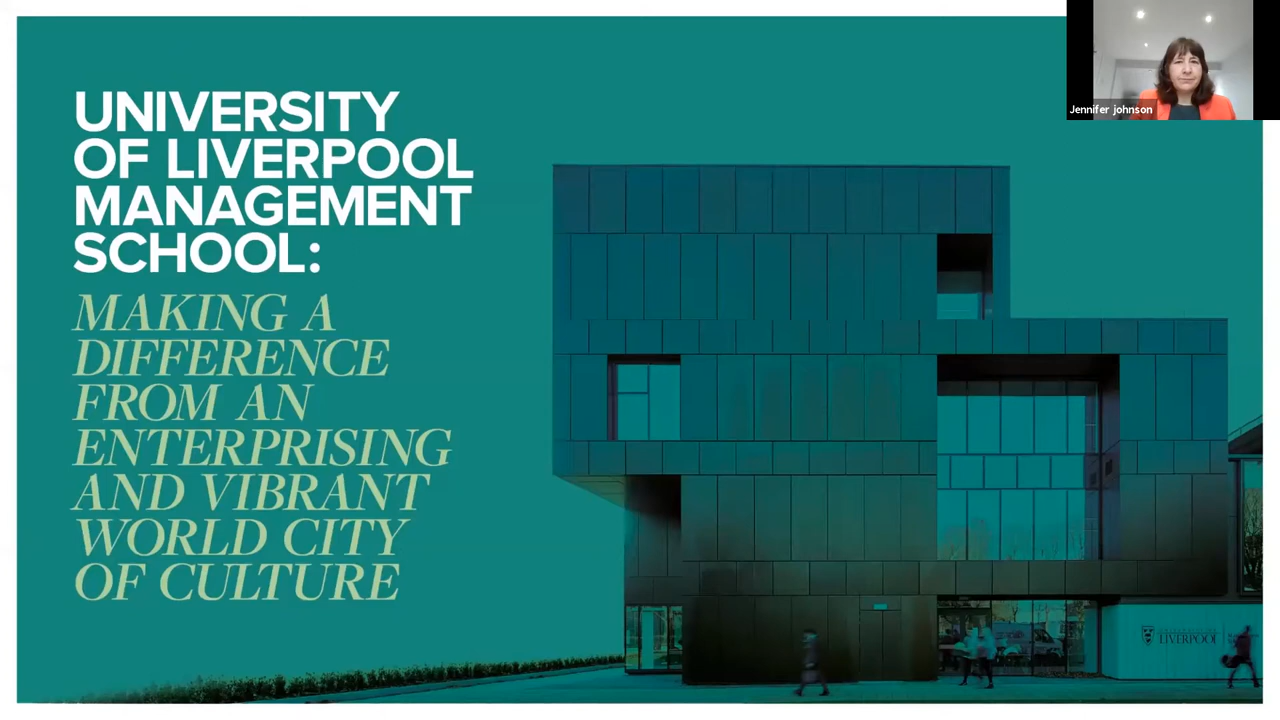 UNIVERSITY
OF LIVERPOOL
MANAGEMENT
SCHOOL:
MAKING A
DIFFERENCE
FROM AN
ENTERPRISING
AND VIBRANT
WORLD CITY
OF CULTURE
Jennifer johnson
LIVERPOOL